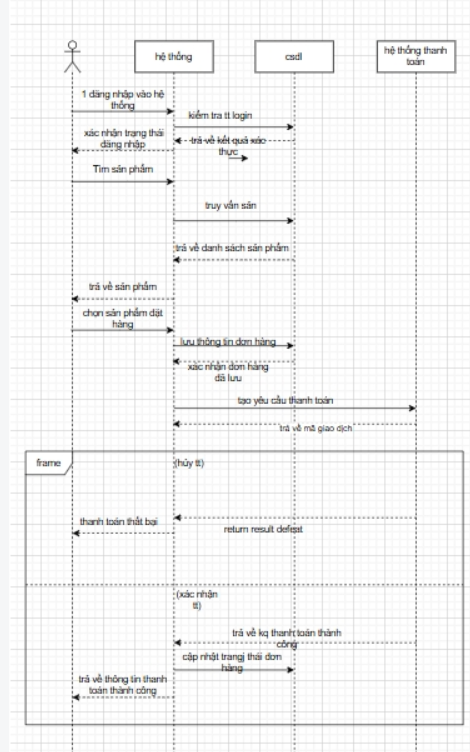 hệ thống
csdl
hệ thống thanh
toán
1 đăng nhập vào hệ
thống
kiểm tra tt login
xác nhận trạng thái
đăng nhập
trả về kết quả xác
thực
Tìm sản phẩm
truy vấn sản
trả về danh sách sản phẩm
trả về sản phẩm
chọn sản phẩm đặt
hàng
lưu thông tin đơn hàng
xác nhận đơn hàng
đã lưu
tạo yêu cầu thanh toán
trả về mã giao dịch
frame
(hủy tt)
thanh toán thất bại
return result defeat
(xác nhận
tt)
trả về kq thanh toán thành
công
cập nhật trangj thái đơn
hàng
trả về thông tin thanh
toán thành công